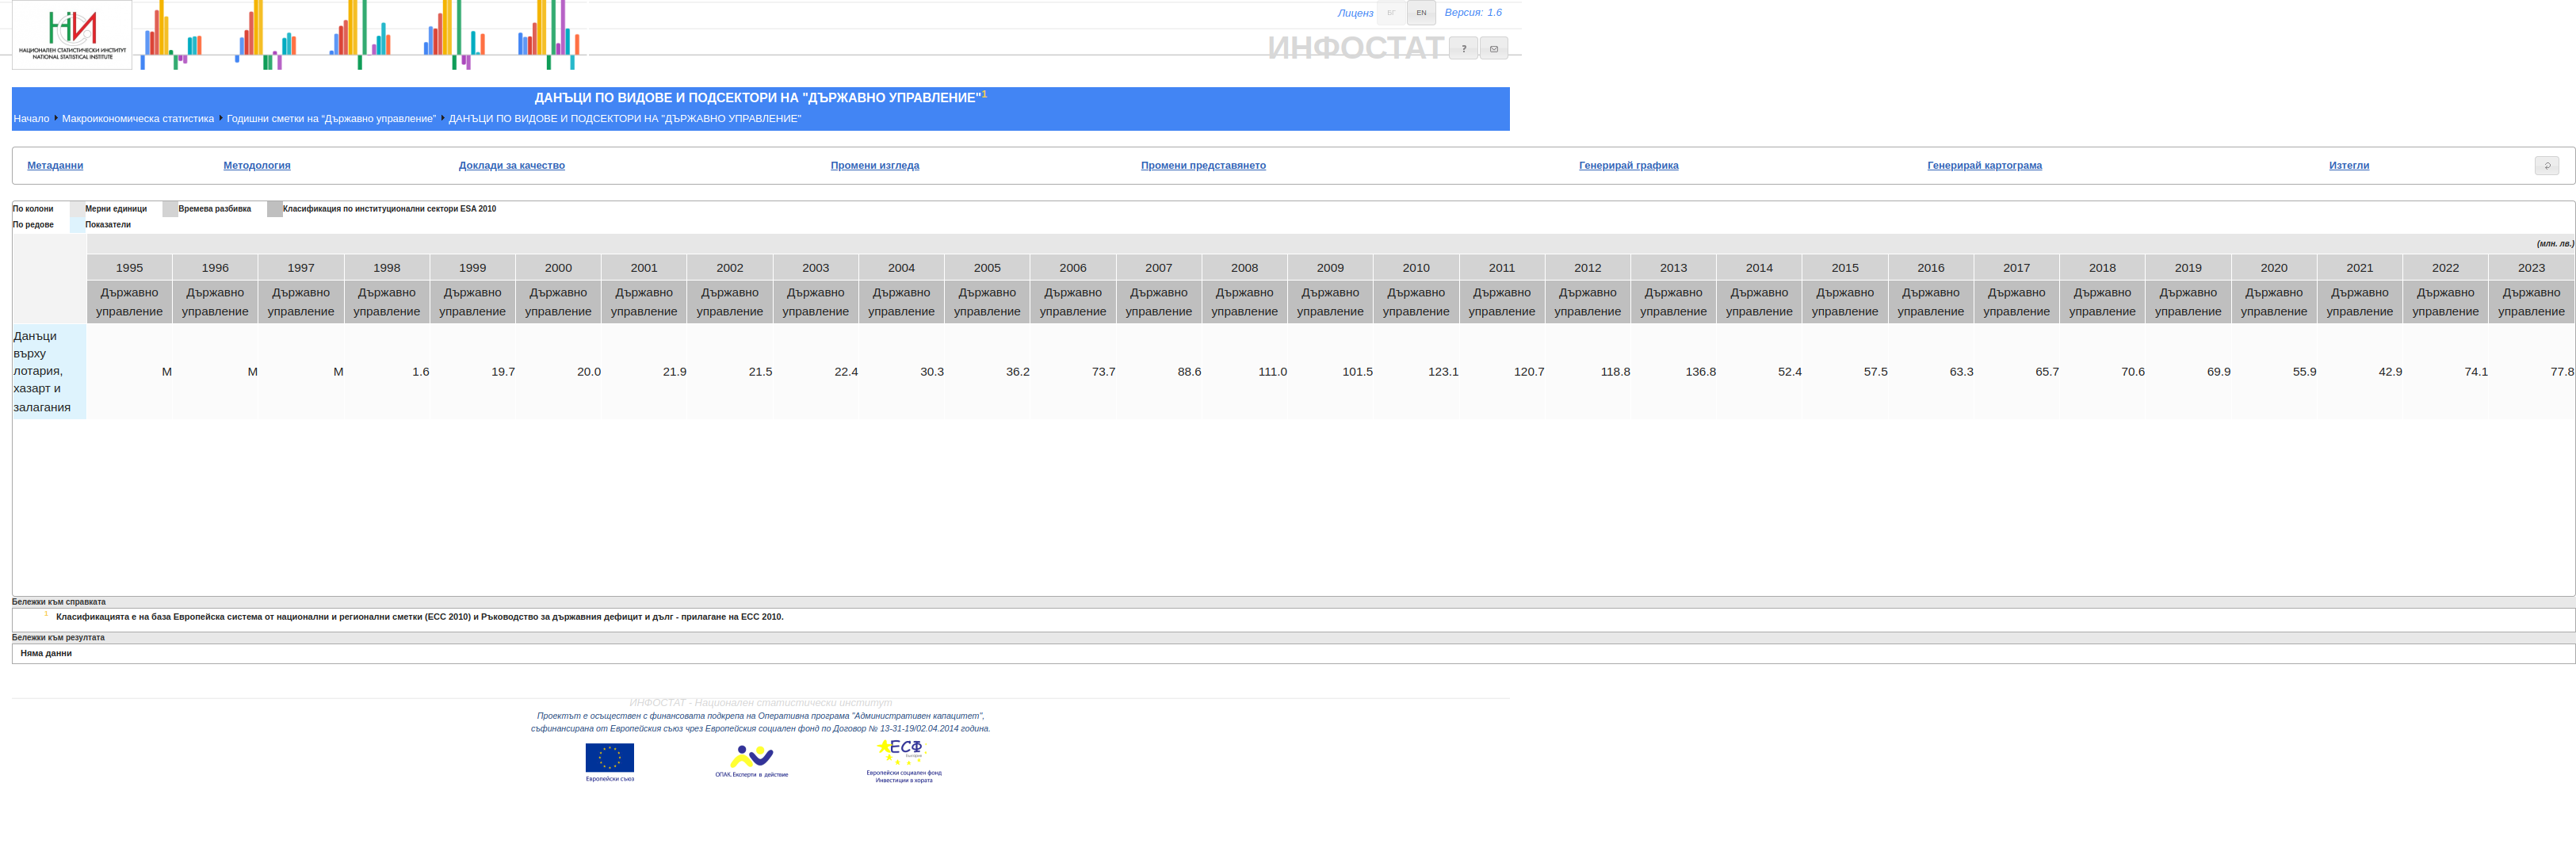 НАЦИОНАЛЕН СТАТИСТИЧЕСКИ ИНСТИТУТ
NATIONAL STATISTICAL INSTITUTE
Лиценз БГ EN Версия: 1.6
ИНФОСТАТ ?
ДАНЪЦИ ПО ВИДОВЕ И ПОДСЕКТОРИ НА "ДЪРЖАВНО УПРАВЛЕНИЕ"1
Начало Макроикономическа статистика Годишни сметки на “Държавно управление” ДАНЪЦИ ПО ВИДОВЕ И ПОДСЕКТОРИ НА "ДЪРЖАВНО УПРАВЛЕНИЕ"
Метаданни Методология Доклади за качество Промени изгледа Промени представянето Генерирай графика Генерирай картограма Изтегли
По колони Мерни единици Времева разбивка Класификация по институционални сектори ESA 2010
По редове Показатели
(млн. лв.)
1995 1996 1997 1998 1999 2000 2001 2002 2003 2004 2005 2006 2007 2008 2009 2010 2011 2012 2013 2014 2015 2016 2017 2018 2019 2020 2021 2022 2023
Държавно Държавно Държавно Държавно Държавно Държавно Държавно Държавно Държавно Държавно Държавно Държавно Държавно Държавно Държавно Държавно Държавно Държавно Държавно Държавно Държавно Държавно Държавно Държавно Държавно Държавно Държавно Държавно Държавно
управление управление управление управление управление управление управление управление управление управление управление управление управление управление управление управление управление управление управление управление управление управление управление управление управление управление управление управление управление
Данъци
върху
лотария, M M M 1.6 19.7 20.0 21.9 21.5 22.4 30.3 36.2 73.7 88.6 111.0 101.5 123.1 120.7 118.8 136.8 52.4 57.5 63.3 65.7 70.6 69.9 55.9 42.9 74.1 77.8
хазарт и
залагания
Бележки към справката
1 Класификацията е на база Европейска система от национални и регионални сметки (ЕСС 2010) и Ръководство за държавния дефицит и дълг - прилагане на ЕСС 2010.
Бележки към резултата
Няма данни
ИНФОСТАТ - Национален статистически институт
Проектът е осъществен с финансовата подкрепа на Оперативна програма "Административен капацитет",
съфинансирана от Европейския съюз чрез Европейския социален фонд по Договор № 13-31-19/02.04.2014 година.
ЕСФ
Европейски съюз
ОПАК. Експерти в действие
Европейски социален фонд
Инвестиции в хората